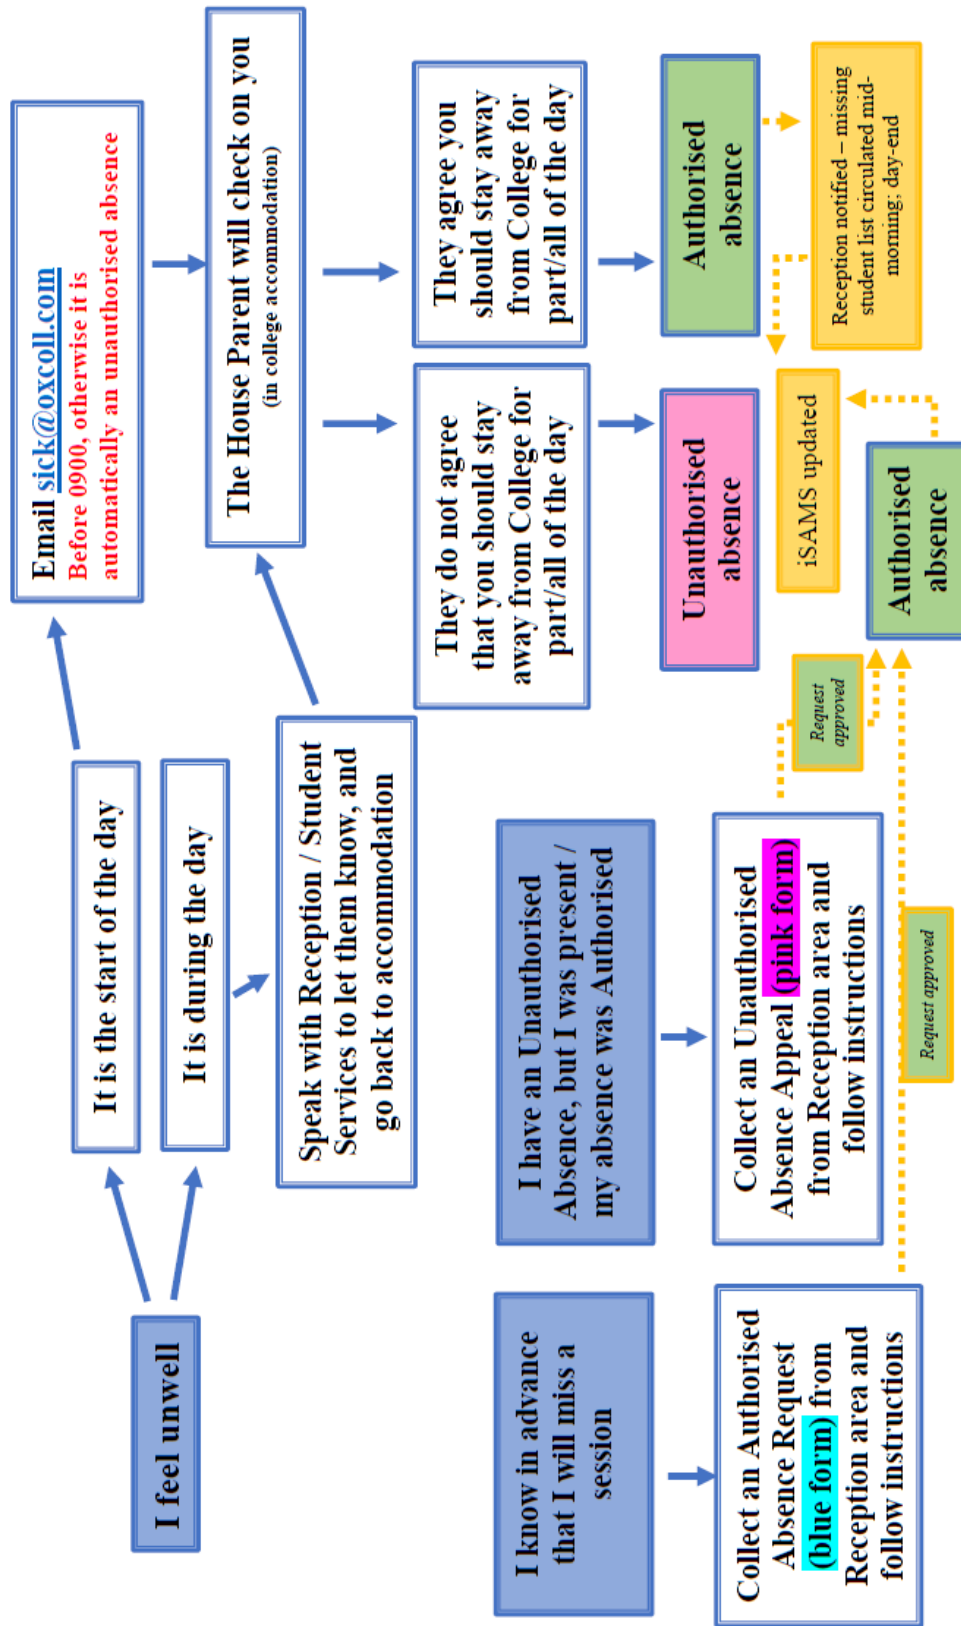 I feel unwell
It is the start of the day
It is during the day
Email sick@oxcoll.com
Before 0900, otherwise it is
automatically an unauthorised absence
Speak with Reception / Student
Services to let them know, and
go back to accommodation
The House Parent will check on you
(in college accommodation)
They do not agree
that you should stay
away from College for
part/all of the day
They agree you
should stay away
from College for
part/all of the day
Unauthorised
absence
Authorised
absence
Reception notified – missing
student list circulated mid-
morning; day-end
iSAMS updated
I know in advance
that I will miss a
session
I have an Unauthorised
Absence, but I was present /
my absence was Authorised
Collect an Authorised
Absence Request
(blue form) from
Reception area and
follow instructions
Collect an Unauthorised
Absence Appeal (pink form)
from Reception area and
follow instructions
Request
approved
Request approved
Authorised
absence